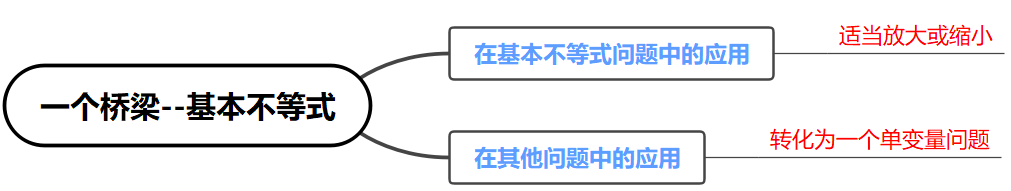 一个桥梁--基本不等式
在基本不等式问题中的应用
适当放大或缩小
在其他问题中的应用
转化为一个单变量问题